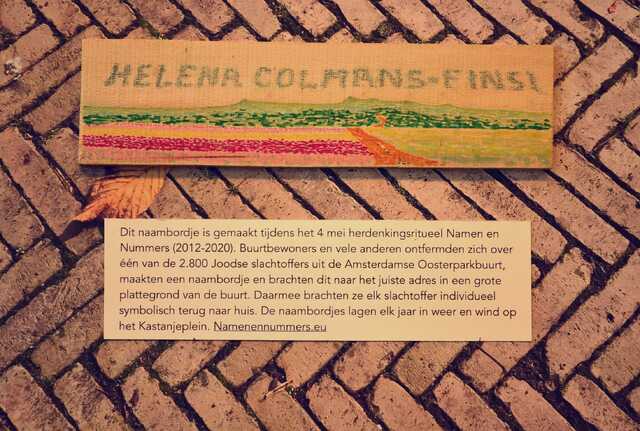 HELENA COLMANS-FINSI
Dit naambordje is gemaakt tijdens het 4 mei herdenkingsritueel Namen en
Nummers (2012-2020). Buurtbewoners en vele anderen ontfermden zich over
één van de 2.800 Joodse slachtoffers uit de Amsterdamse Oosterparkbuurt,
maakten een naambordje en brachten dit naar het juiste adres in een grote
plattegrond van de buurt. Daarmee brachten ze elk slachtoffer individueel
symbolisch terug naar huis. De naambordjes lagen elk jaar in weer en wind op
het Kastanjeplein. Namenennummers.eu